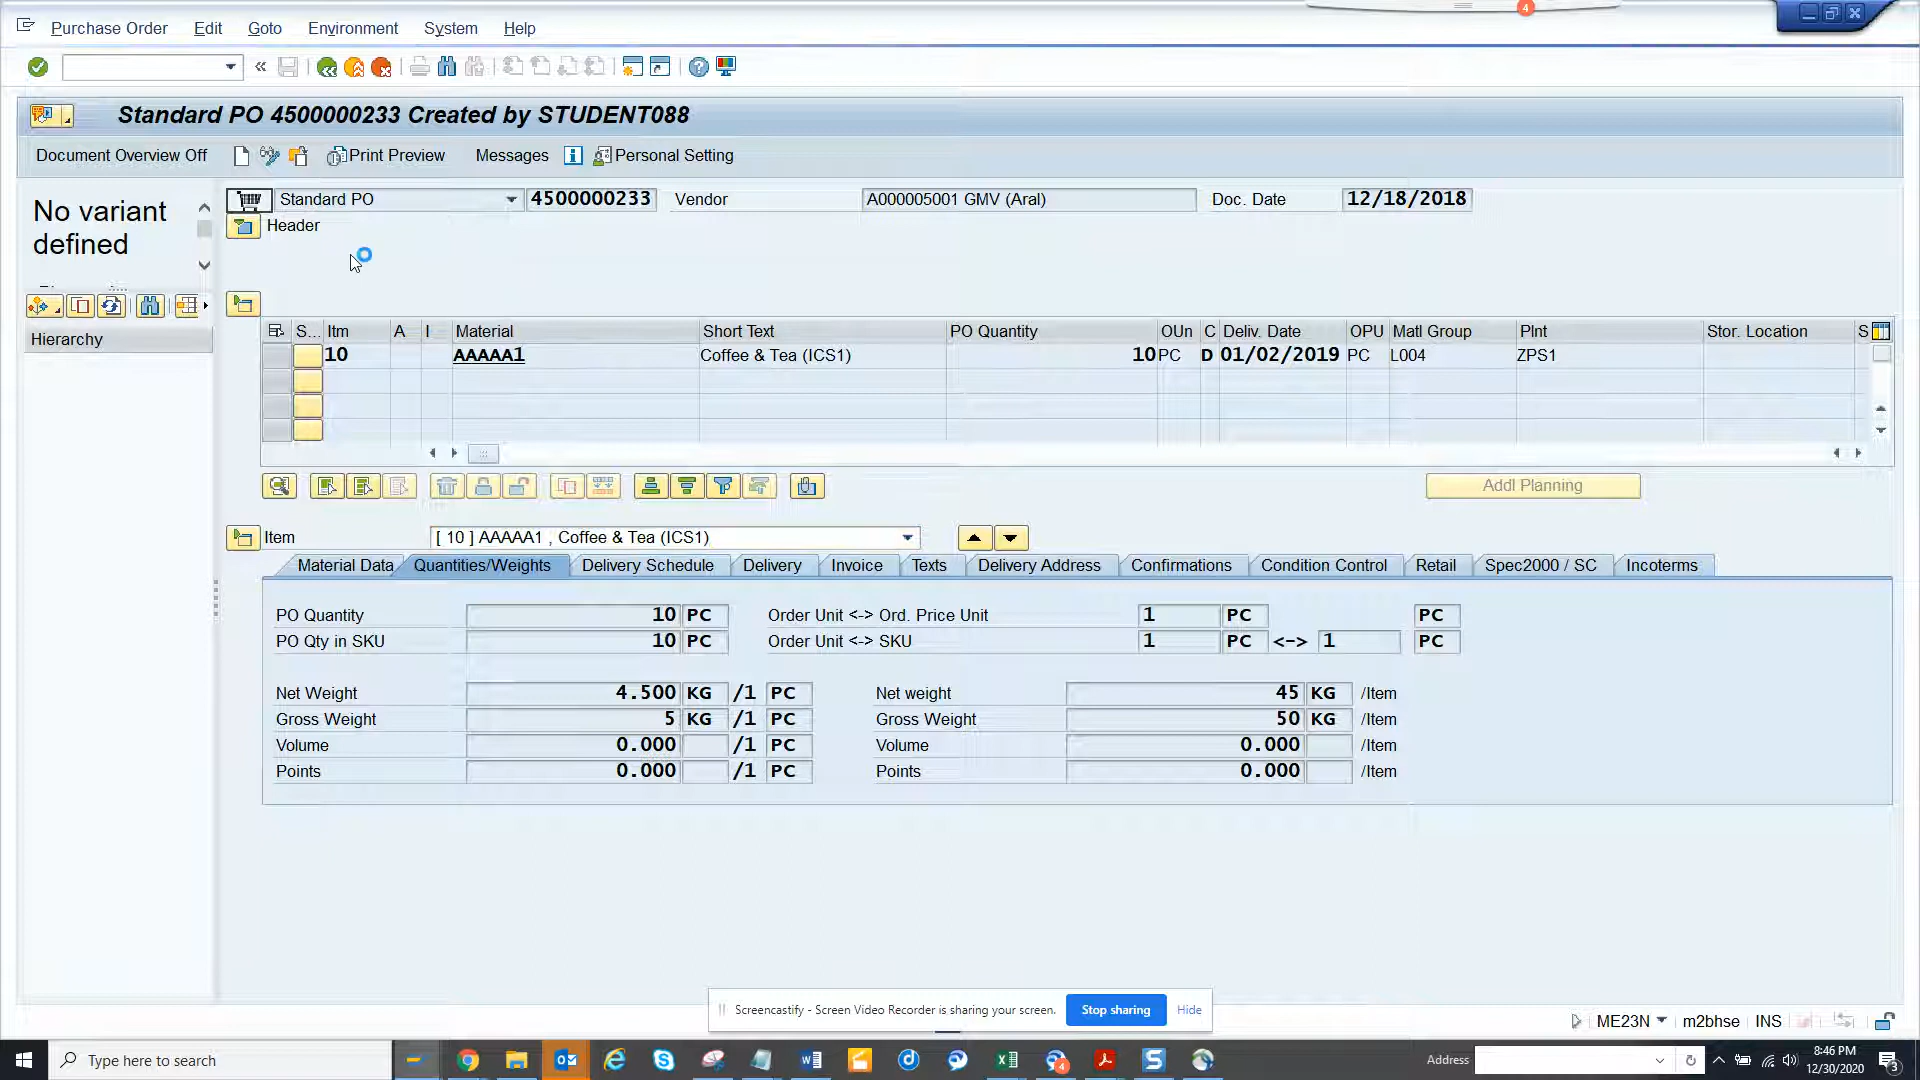 Purchase Order Edit Goto Environment System Help
4
Standard PO 4500000233 Created by STUDENT088
Document Overview Off Print Preview Messages Personal Setting
No variant
defined
Standard PO 4500000233 Vendor A000005001 GMV (Aral) Doc. Date 12/18/2018
Header
Hierarchy
S... Itm A I Material Short Text PO Quantity OUn C Deliv. Date OPU Matl Group Plnt Stor. Location S
10 AAAAA1 Coffee & Tea (ICS1) 10 PC D 01/02/2019 PC L004 ZPS1
Addl Planning
Item [ 10 ] AAAAA1 , Coffee & Tea (ICS1)
Material Data Quantities/Weights Delivery Schedule Delivery Invoice Texts Delivery Address Confirmations Condition Control Retail Spec2000 / SC Incoterms
PO Quantity 10 PC Order Unit <-> Ord. Price Unit 1 PC PC
PO Qty in SKU 10 PC Order Unit <-> SKU 1 PC <-> 1 PC
Net Weight 4.500 KG /1 PC Net weight 45 KG /Item
Gross Weight 5 KG /1 PC Gross Weight 50 KG /Item
Volume 0.000 /1 PC Volume 0.000 /Item
Points 0.000 /1 PC Points 0.000 /Item
Screencastify - Screen Video Recorder is sharing your screen. Stop sharing Hide
ME23N m2bhse INS
Type here to search
Address
8:46 PM
12/30/2020
3